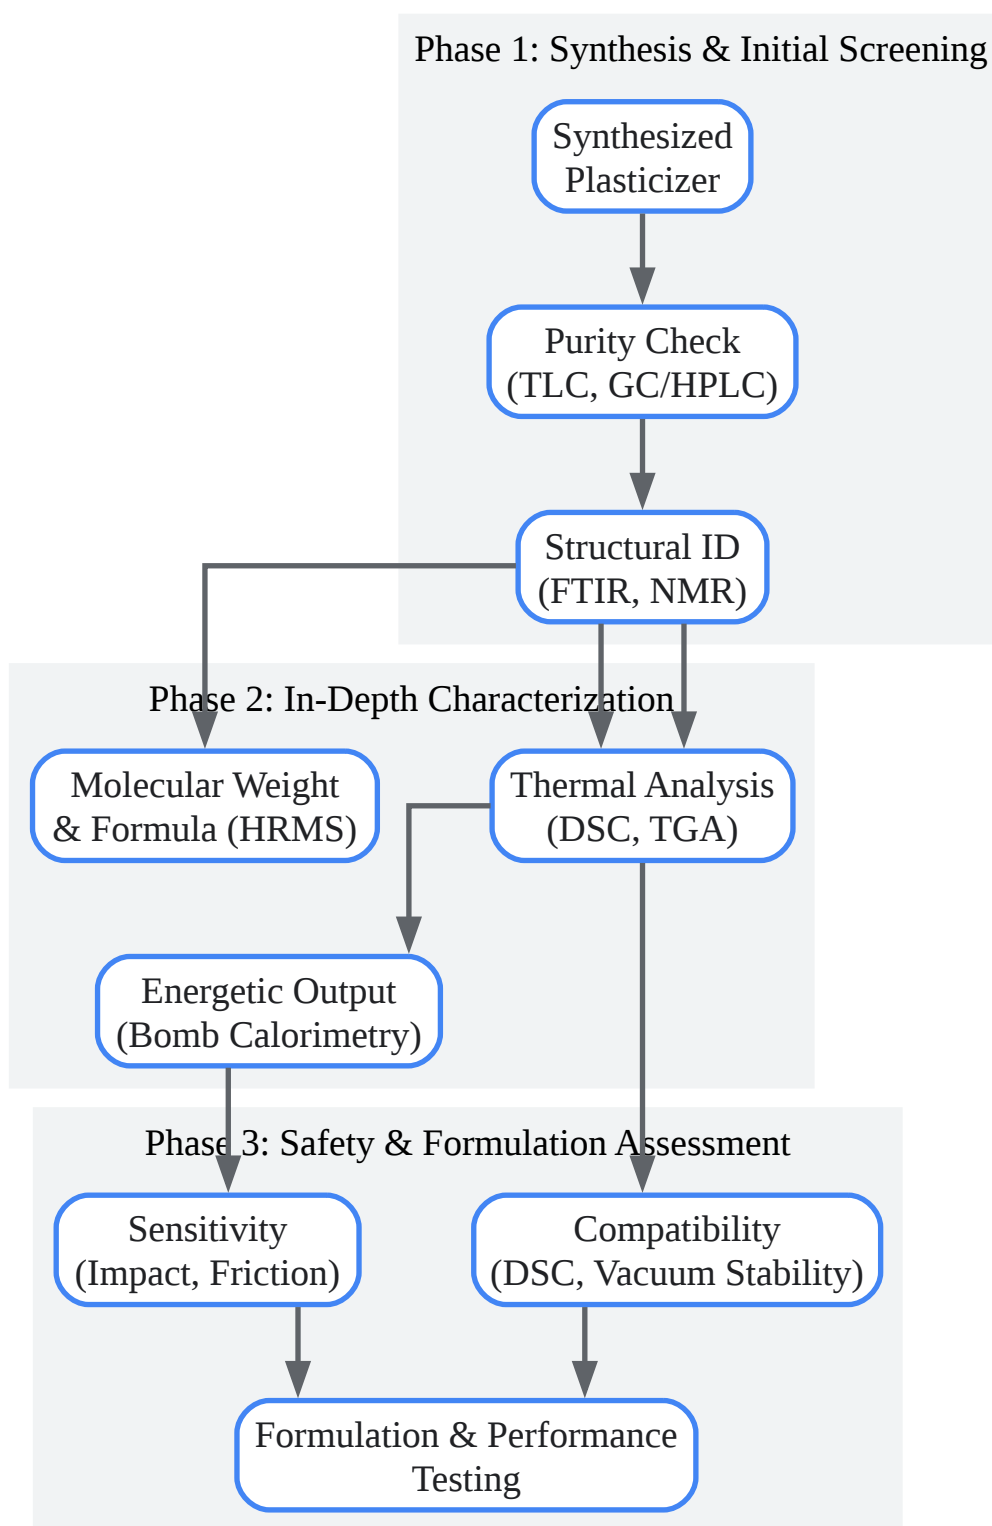 Phase 1: Synthesis & Initial Screening
Synthesized
Plasticizer
Purity Check
(TLC, GC/HPLC)
Structural ID
(FTIR, NMR)
Phase 2: In-Depth Characterization
Molecular Weight
& Formula (HRMS)
Thermal Analysis
(DSC, TGA)
Energetic Output
(Bomb Calorimetry)
Phase 3: Safety & Formulation Assessment
Sensitivity
(Impact, Friction)
Compatibility
(DSC, Vacuum Stability)
Formulation & Performance
Testing